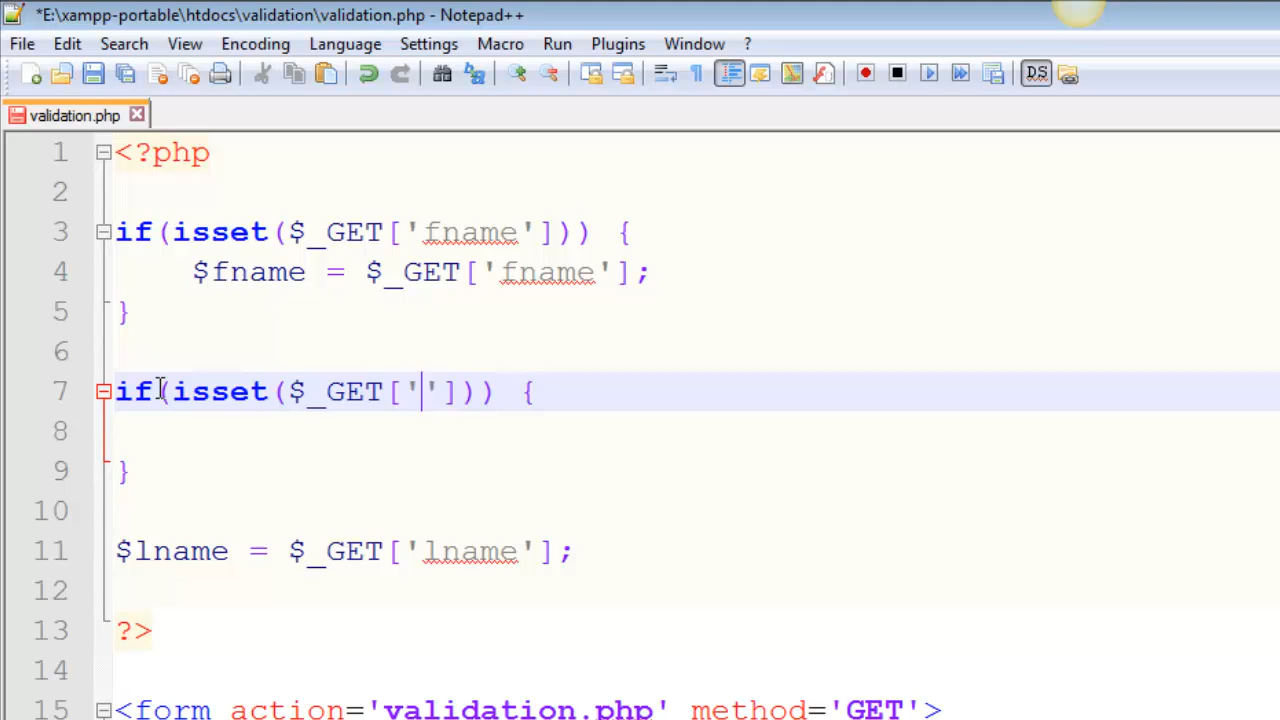 *E:\xampp-portable\htdocs\validation\validation.php - Notepad++
File Edit Search View Encoding Language Settings Macro Run Plugins Window ?
validation.php
1 <?php
2
3 if(isset($_GET['fname'])) {
4 $fname = $_GET['fname'];
5 }
6
7 if(isset($_GET[''])) {
8
9 }
10
11 $lname = $_GET['lname'];
12
13 ?>
14
15 <form action='validation.php' method='GET'>